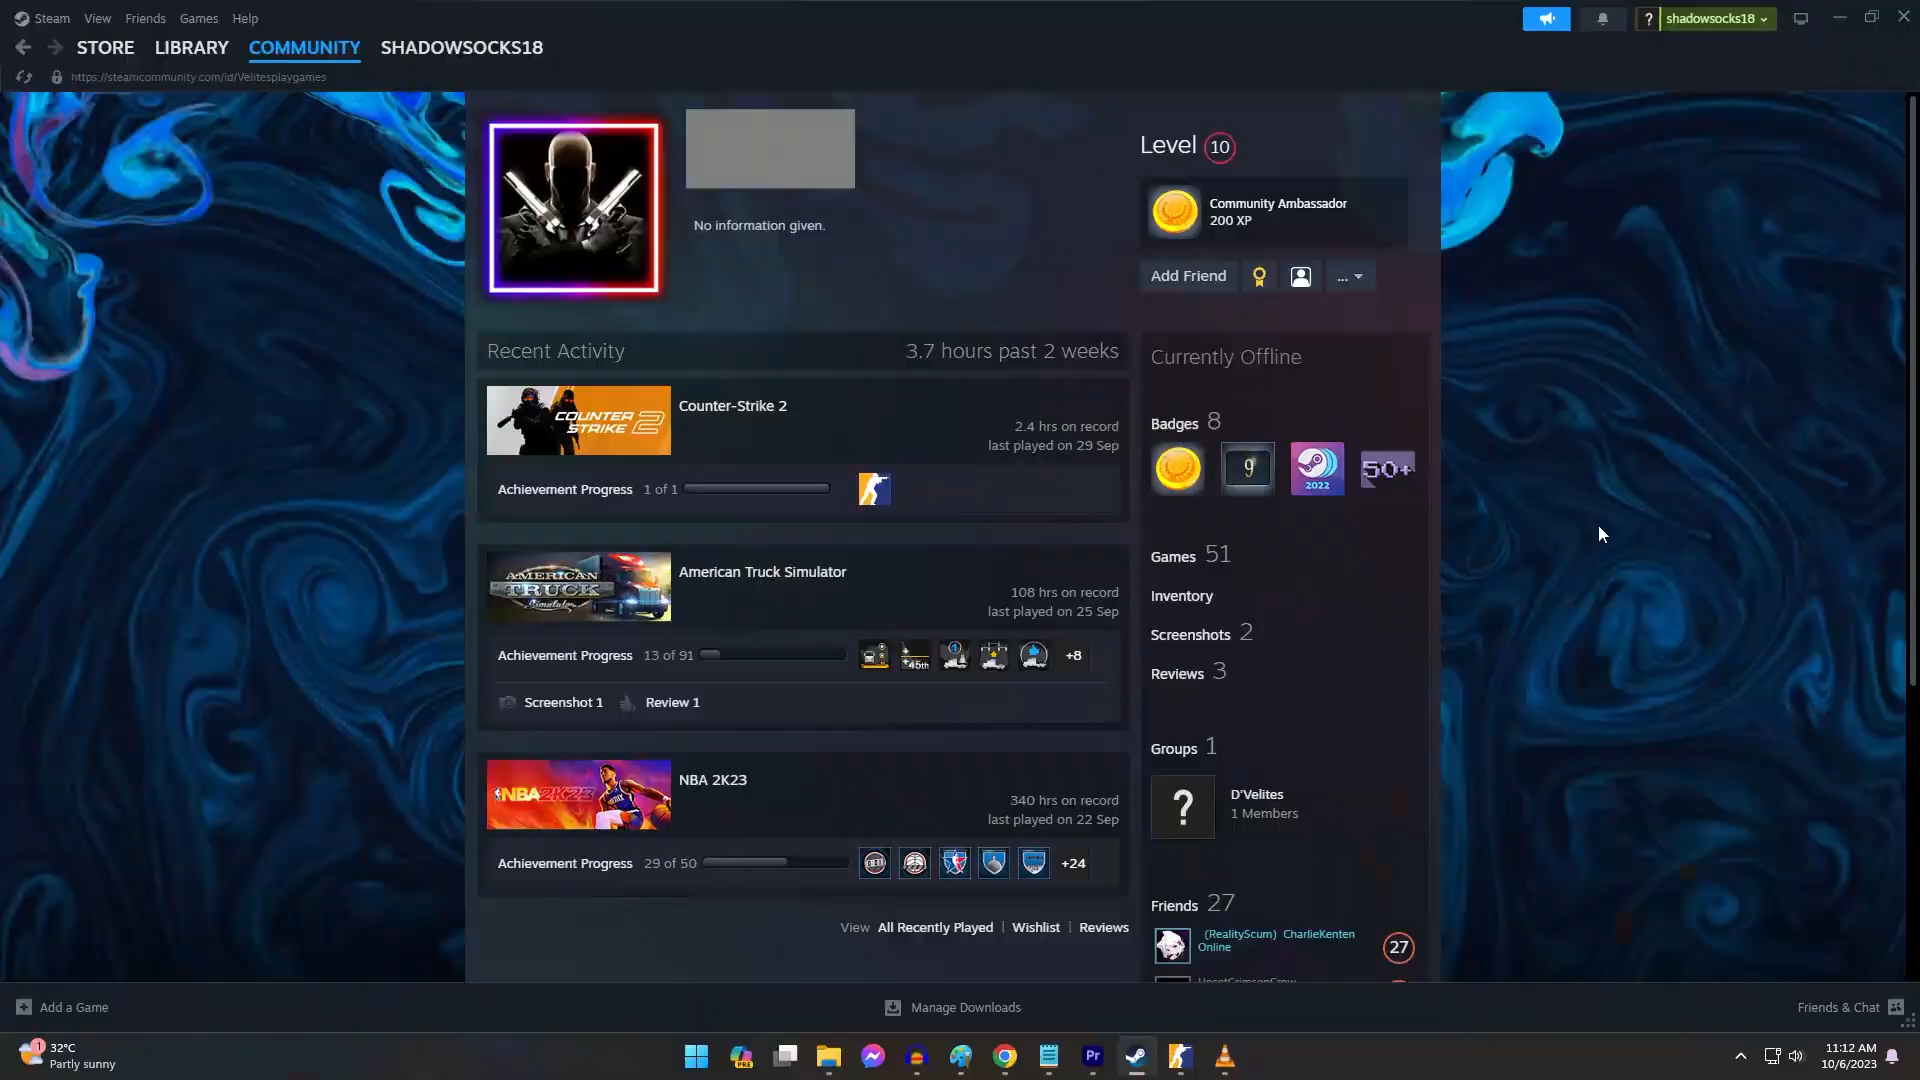 Steam View Friends Games Help
? shadowsocks18
STORE LIBRARY COMMUNITY SHADOWSOCKS18
https://steamcommunity.com/id/Velitesplaygames
Level 10
Community Ambassador
200 XP
No information given.
Add Friend ...
Recent Activity 3.7 hours past 2 weeks
Currently Offline
COUNTER STRIKE 2
Counter-Strike 2
2.4 hrs on record
last played on 29 Sep
Achievement Progress 1 of 1
Badges 8
9
2022
50+
Games 51
Inventory
Screenshots 2
Reviews 3
AMERICAN TRUCK Simulator
American Truck Simulator
108 hrs on record
last played on 25 Sep
Achievement Progress 13 of 91
45th
1
+8
Screenshot 1 Review 1
Groups 1
?
D'Velites
1 Members
NBA2K23
NBA 2K23
340 hrs on record
last played on 22 Sep
Achievement Progress 29 of 50 +24
View All Recently Played | Wishlist | Reviews
Friends 27
(RealityScum) CharlieKenten
Online
27
Add a Game
Manage Downloads
Friends & Chat
1
32°C
Partly sunny
PRE
Pr
11:12 AM
10/6/2023